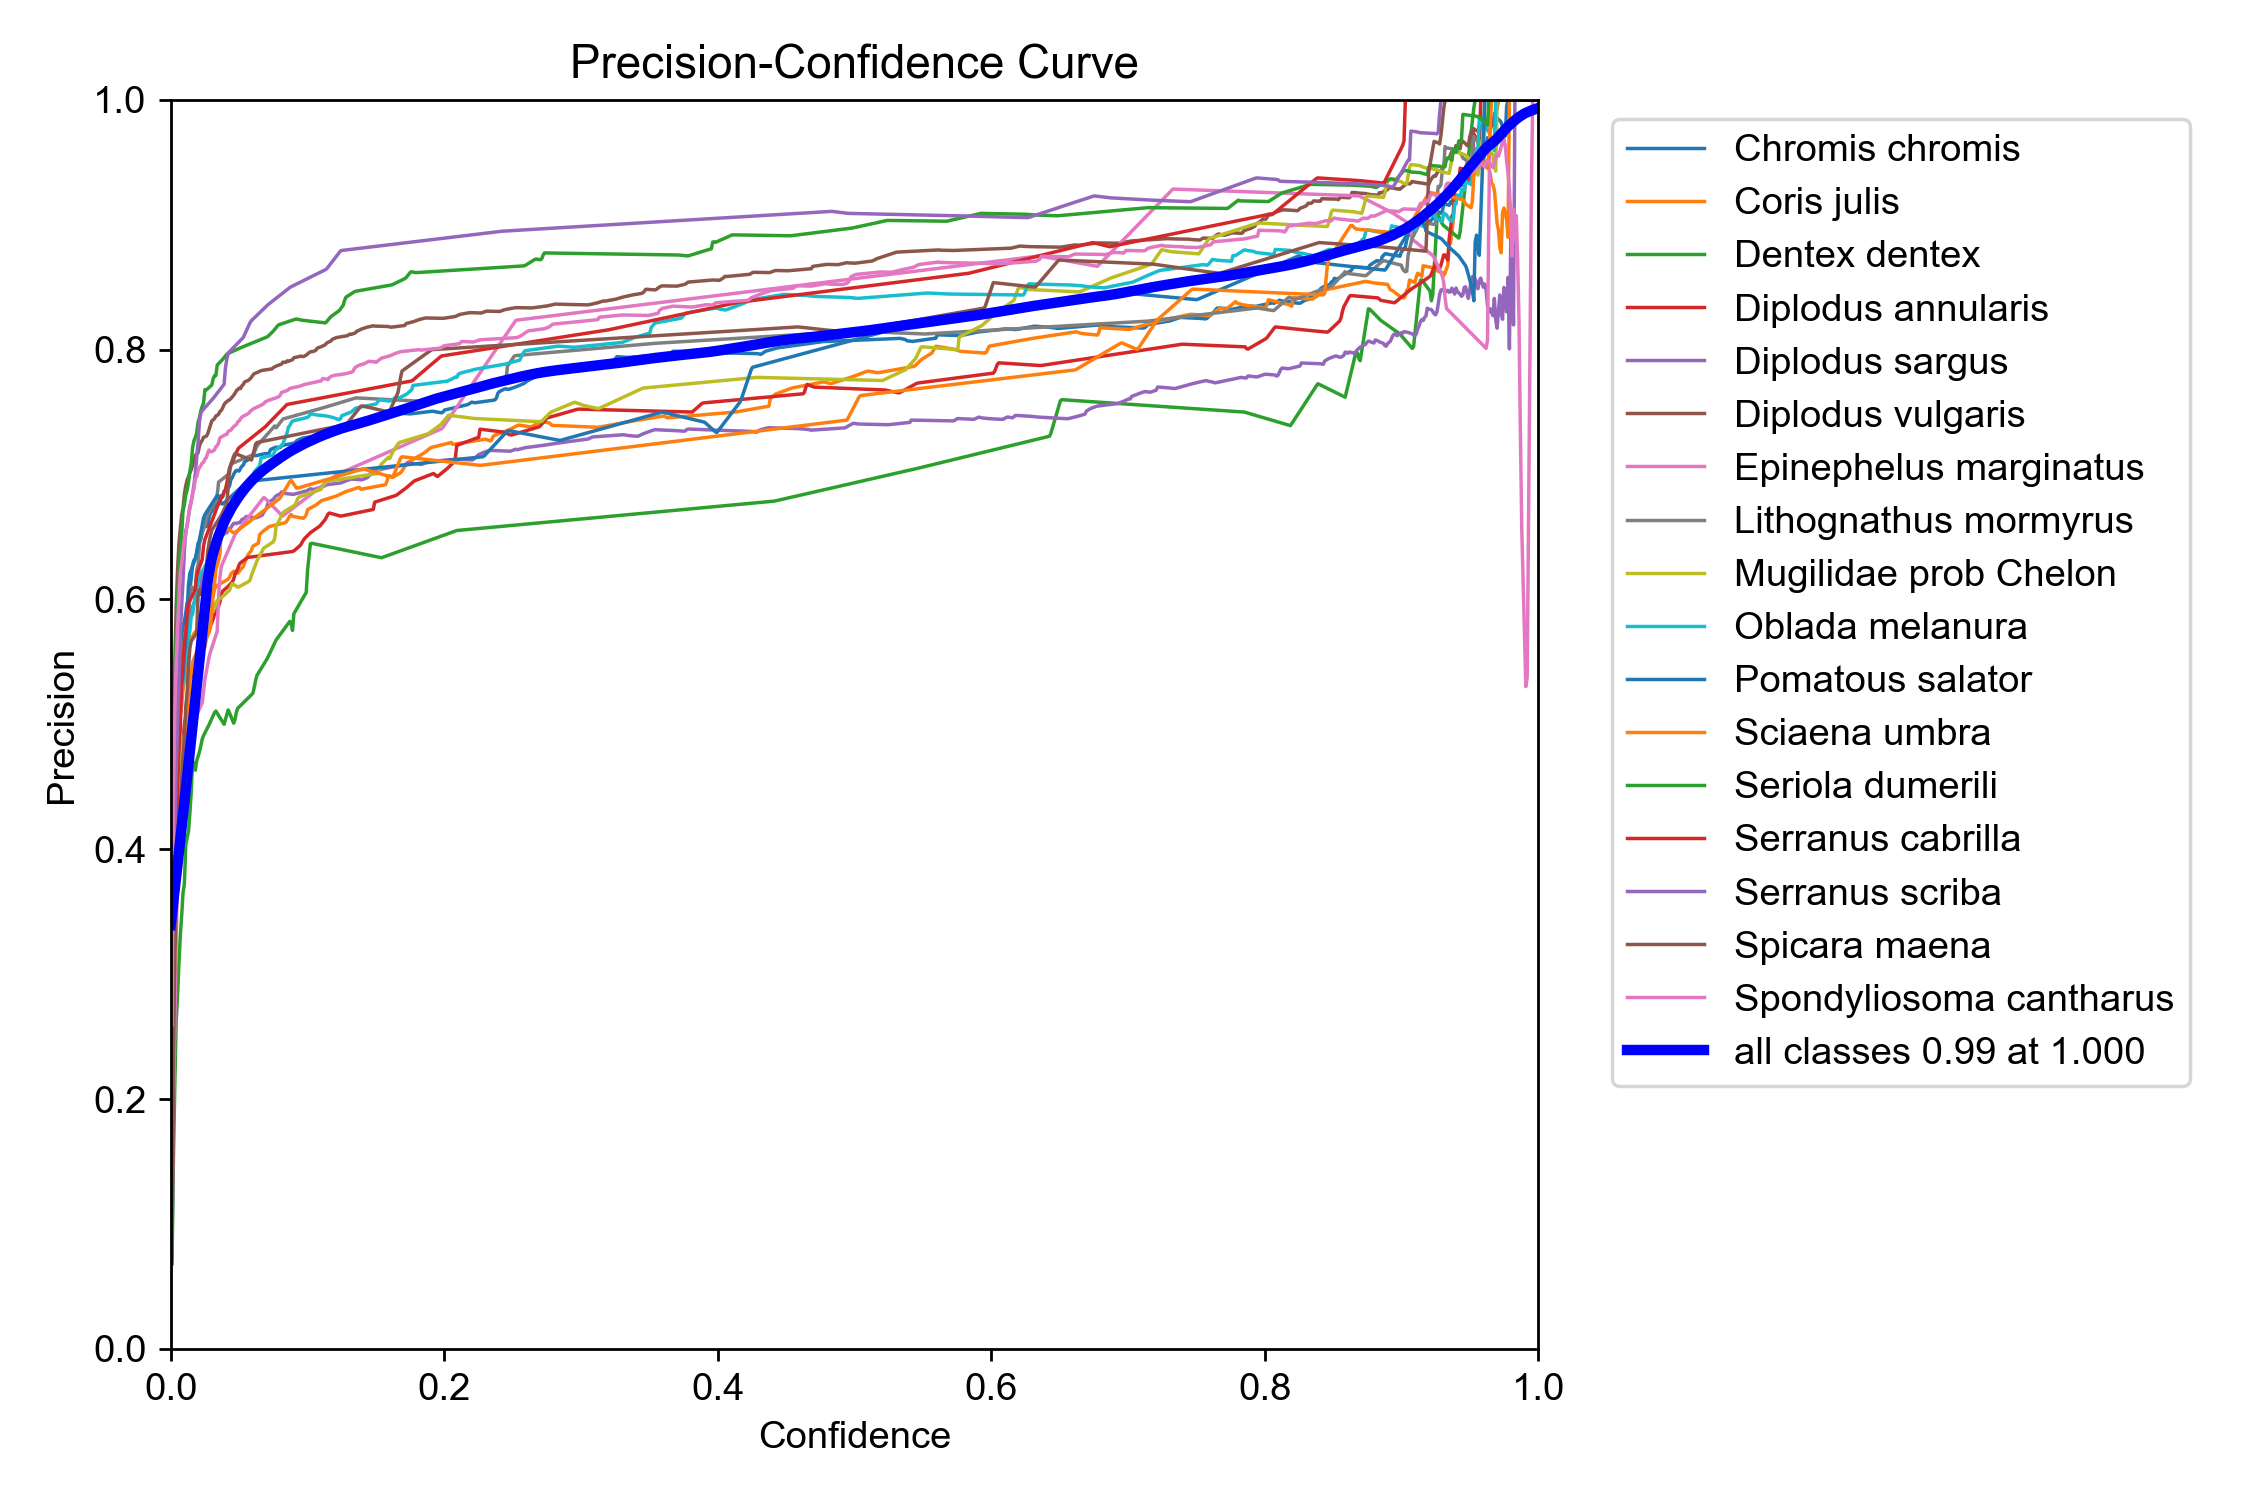 Precision-Confidence Curve
1.0
0.8
0.6
0.4
0.2
0.0
Precision
0.0 0.2 0.4 0.6 0.8 1.0
Confidence
Chromis chromis
Coris julis
Dentex dentex
Diplodus annularis
Diplodus sargus
Diplodus vulgaris
Epinephelus marginatus
Lithognathus mormyrus
Mugilidae prob Chelon
Oblada melanura
Pomatous salator
Sciaena umbra
Seriola dumerili
Serranus cabrilla
Serranus scriba
Spicara maena
Spondyliosoma cantharus
all classes 0.99 at 1.000